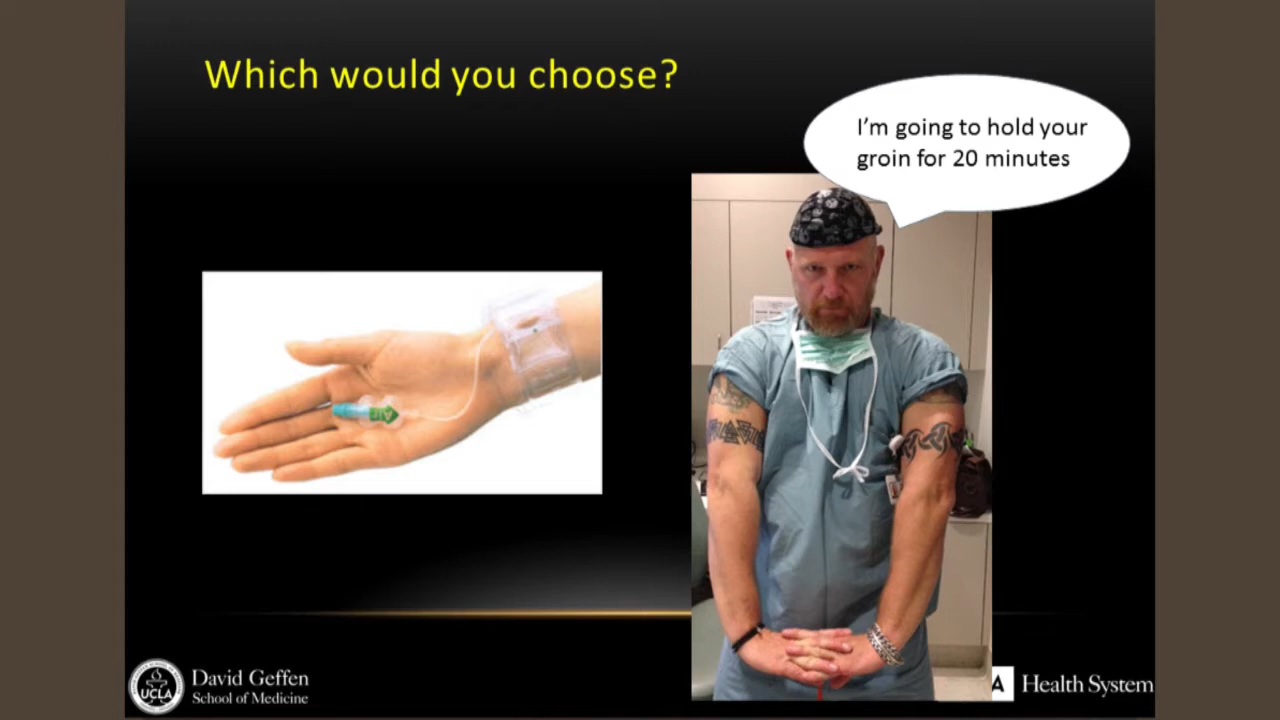 Which would you choose?
I'm going to hold your
groin for 20 minutes
UCLA
David Geffen
School of Medicine
A Health System